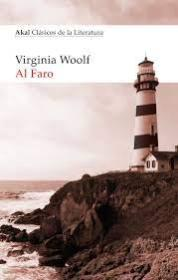 Akal Clásicos de la Literatura
Virginia Woolf
Al Faro